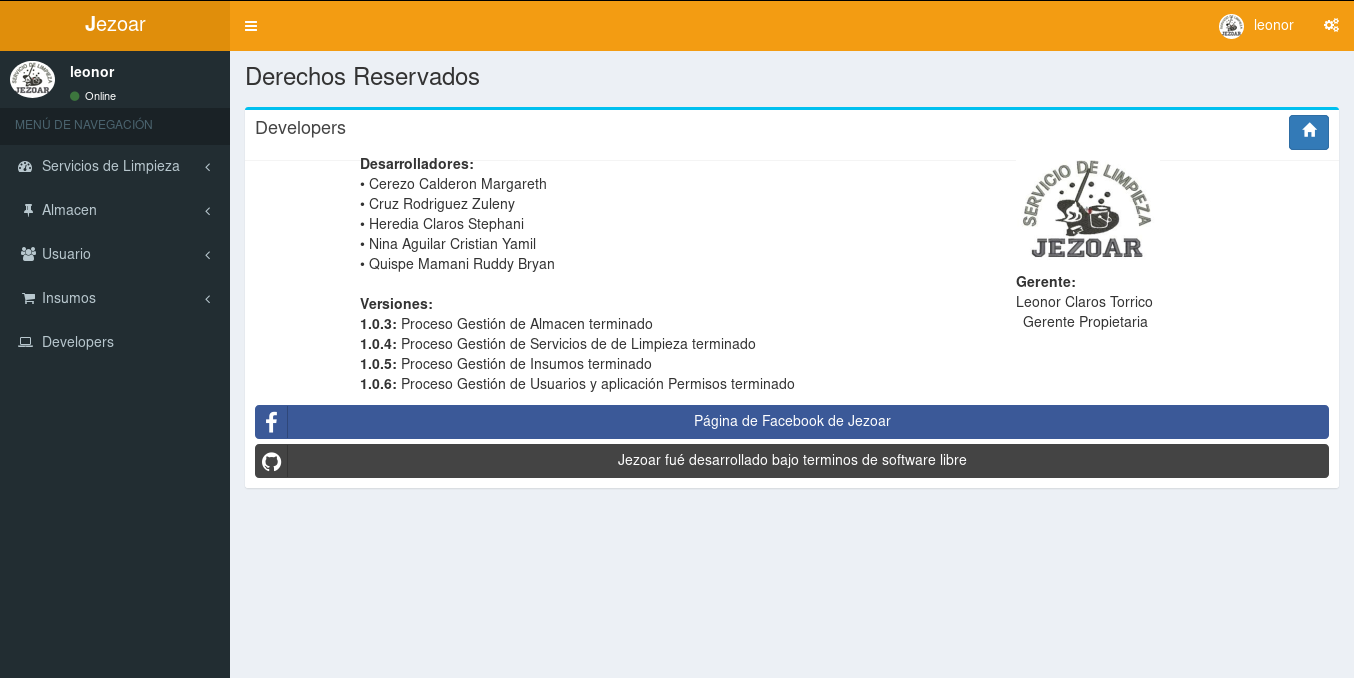 Jezoar
leonor
leonor
Online
MENÚ DE NAVEGACIÓN
Servicios de Limpieza
Almacen
Usuario
Insumos
Developers
Derechos Reservados
Developers
Desarrolladores:
• Cerezo Calderon Margareth
• Cruz Rodriguez Zuleny
• Heredia Claros Stephani
• Nina Aguilar Cristian Yamil
• Quispe Mamani Ruddy Bryan
Versiones:
1.0.3: Proceso Gestión de Almacen terminado
1.0.4: Proceso Gestión de Servicios de de Limpieza terminado
1.0.5: Proceso Gestión de Insumos terminado
1.0.6: Proceso Gestión de Usuarios y aplicación Permisos terminado
SERVICIO DE LIMPIEZA
JEZOAR
Gerente:
Leonor Claros Torrico
Gerente Propietaria
Página de Facebook de Jezoar
Jezoar fué desarrollado bajo terminos de software libre